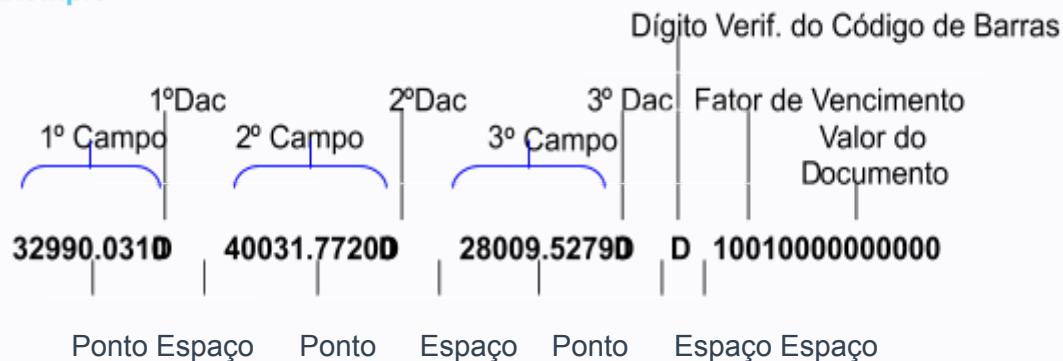 Dígito Verif. do Código de Barras
1ºDac 2ºDac 3º Dac Fator de Vencimento
1º Campo 2º Campo 3º Campo Valor do
Documento
32990.0310D 40031.7720D 28009.5279D D 10010000000000
Ponto Espaço Ponto Espaço Ponto Espaço Espaço